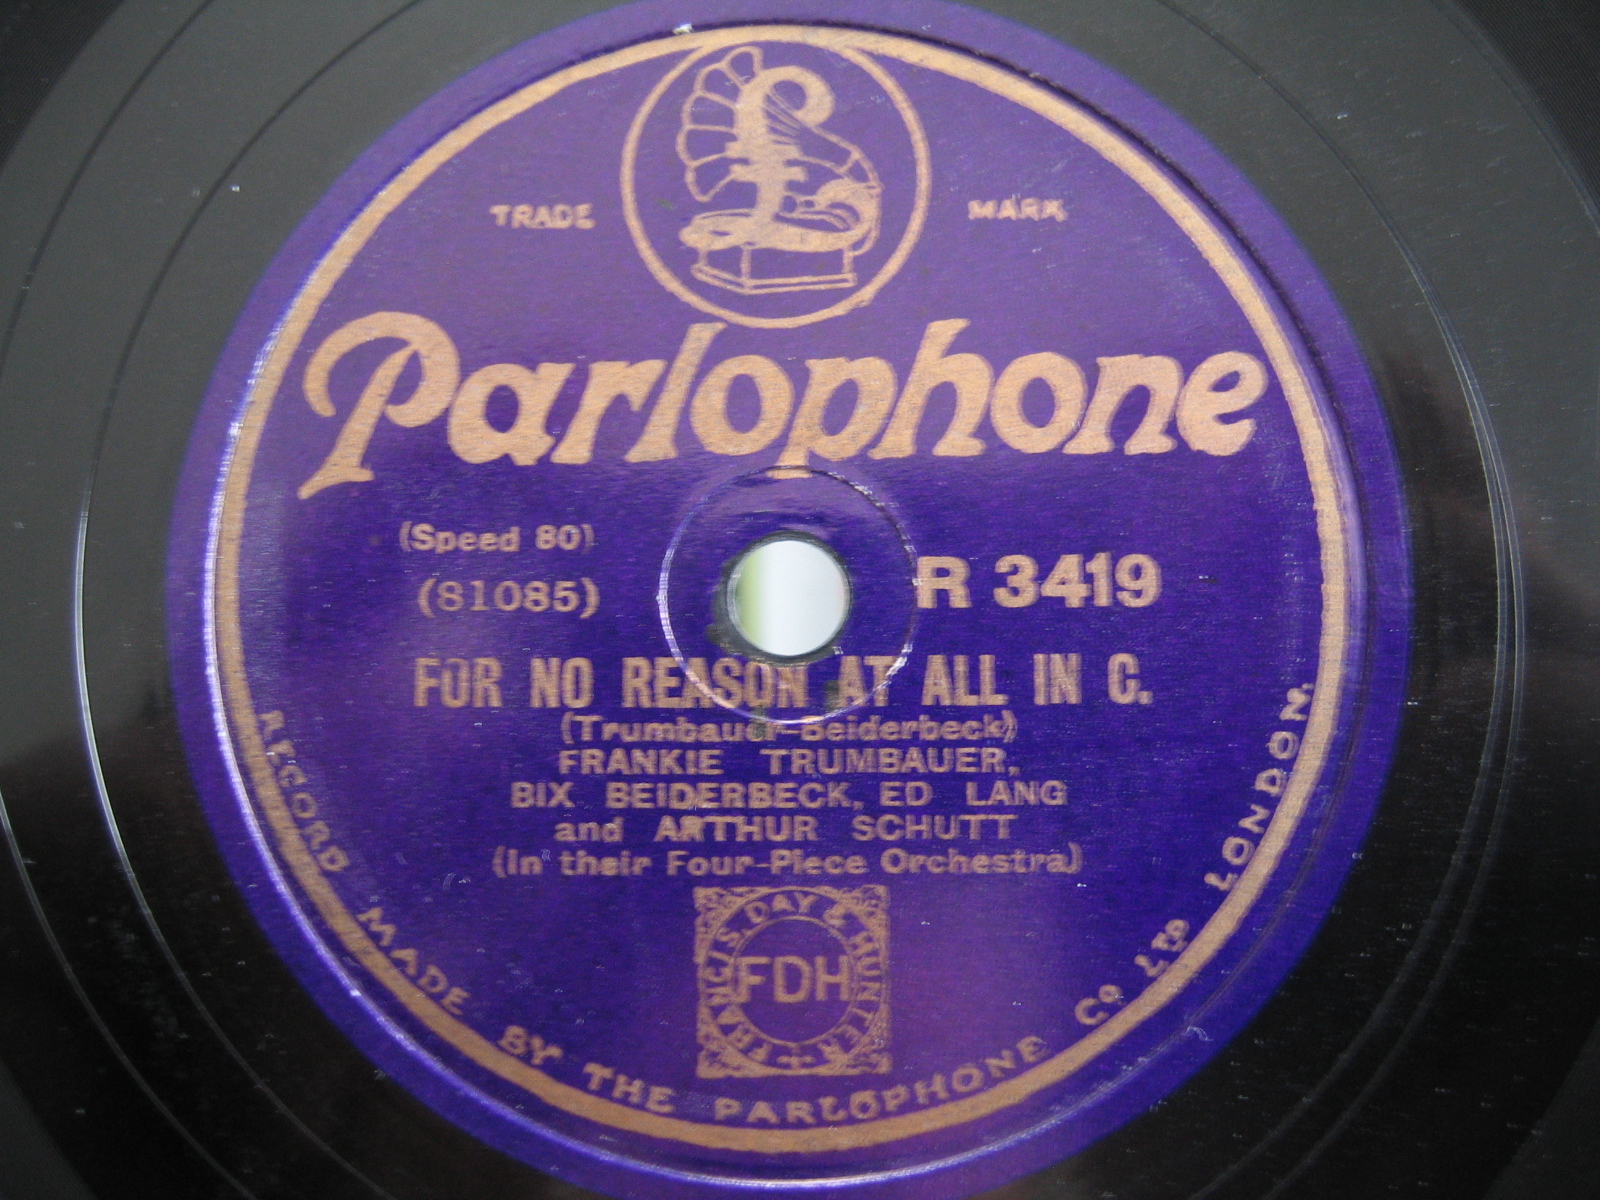 TRADE MARK
Parlophone
(Speed 80)
(81085)
R 3419
FOR NO REASON AT ALL IN C.
(Trumbauer-Beiderbeck)
FRANKIE TRUMBAUER,
BIX BEIDERBECK, ED LANG
and ARTHUR SCHUTT
(In their Four-Piece Orchestra)
FRANCIS, DAY & HUNTER
FDH
RECORD MADE BY THE PARLOPHONE Co LTD LONDON.